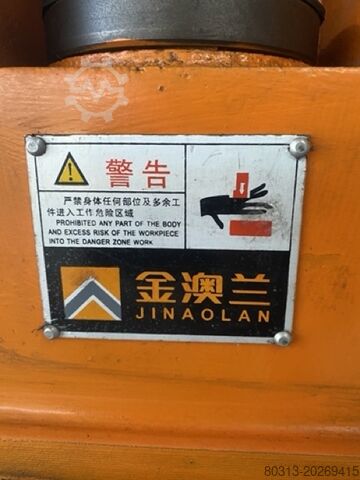 警告
严禁身体任何部位及多余工
件进入工作危险区域
PROHIBITED ANY PART OF THE BODY
AND EXCESS RISK OF THE WORKPIECE
INTO THE DANGER ZONE WORK
金澳兰
JINAOLAN
80313-20269415